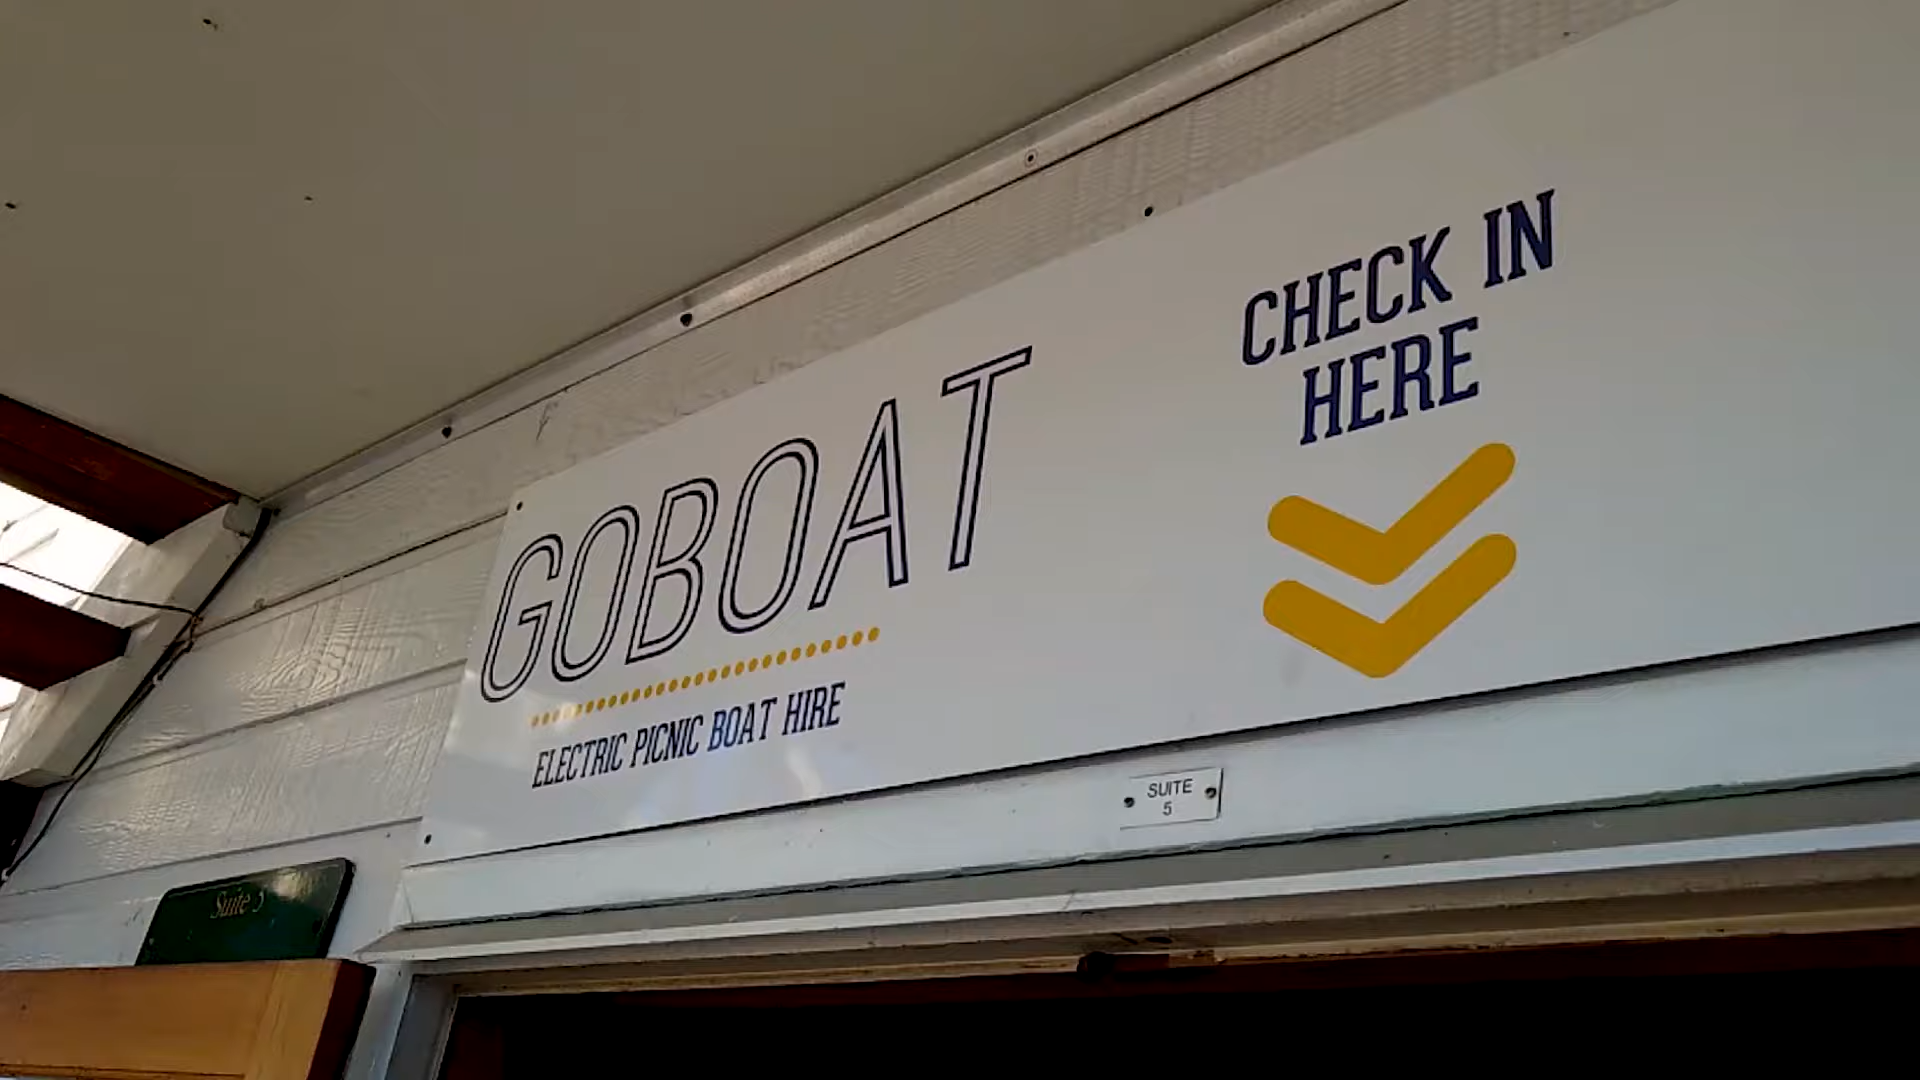 GOBOAT
ELECTRIC PICNIC BOAT HIRE
CHECK IN
HERE
SUITE
5
Suite 5